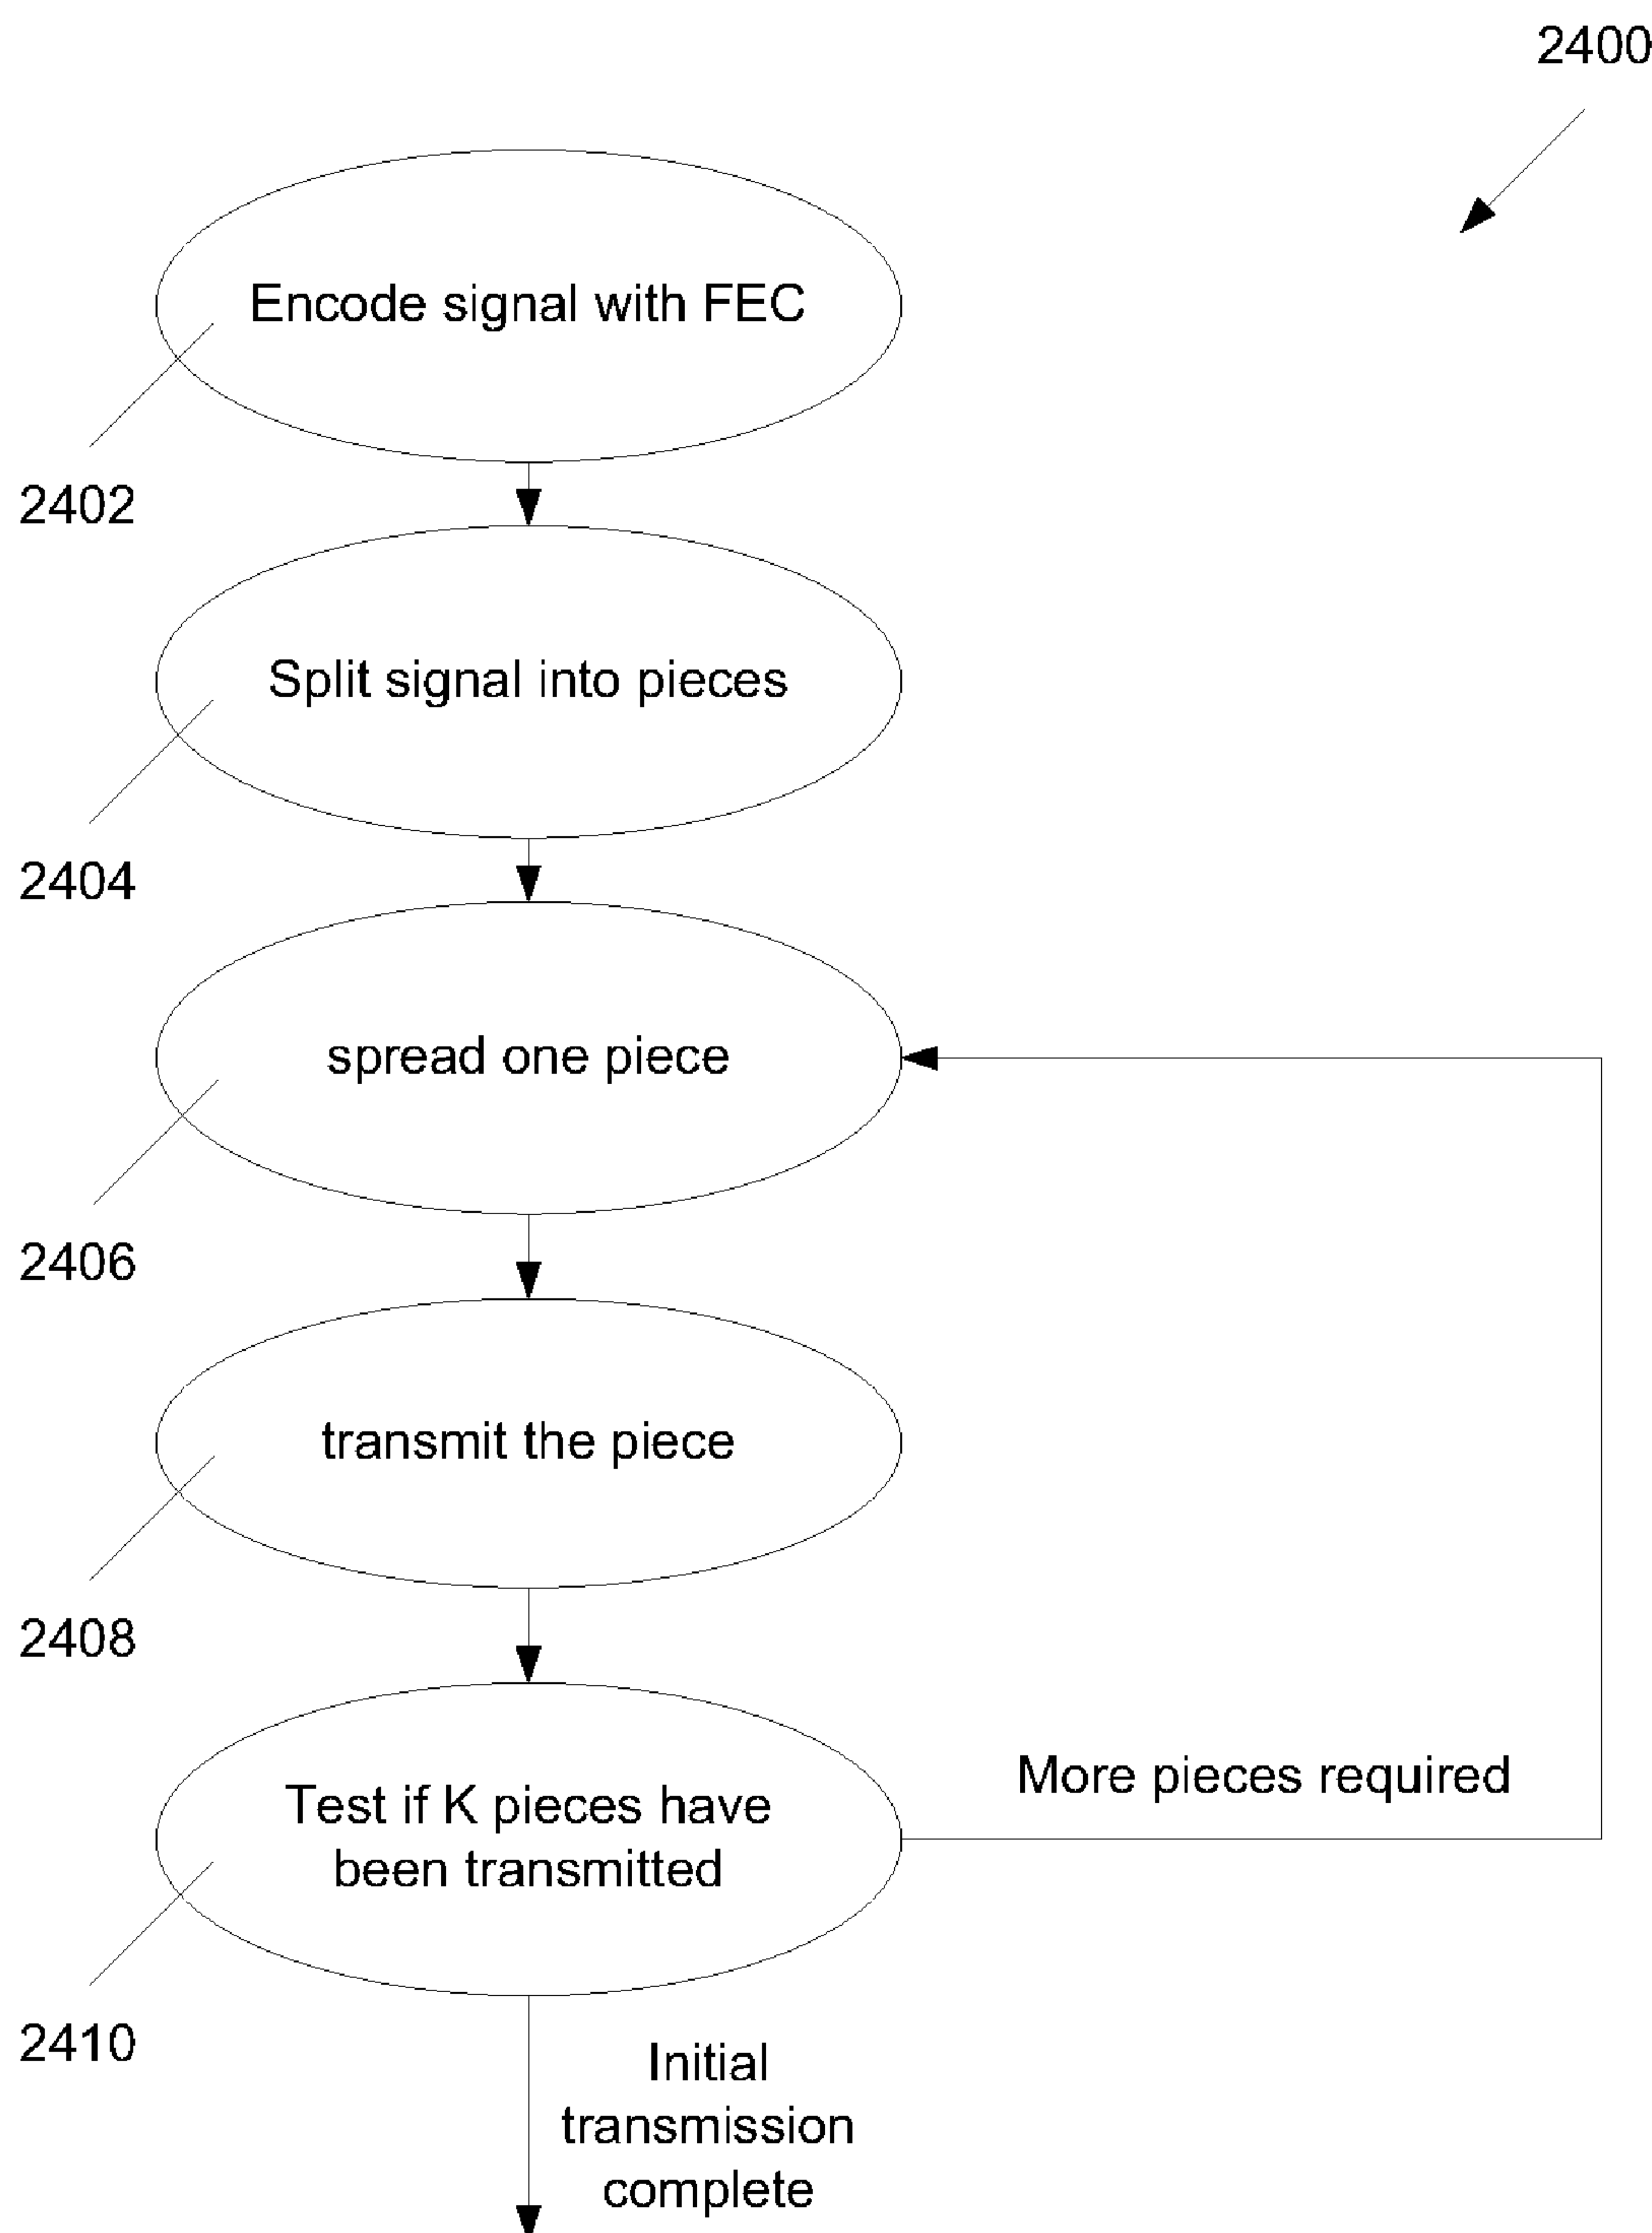 2400
Encode signal with FEC
2402
Split signal into pieces
2404
spread one piece
2406
transmit the piece
2408
Test if K pieces have
been transmitted
More pieces required
2410
Initial
transmission
complete